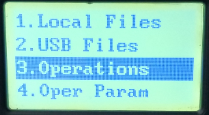 1.Local Files
2.USB Files
3.Operations
4.Oper Param